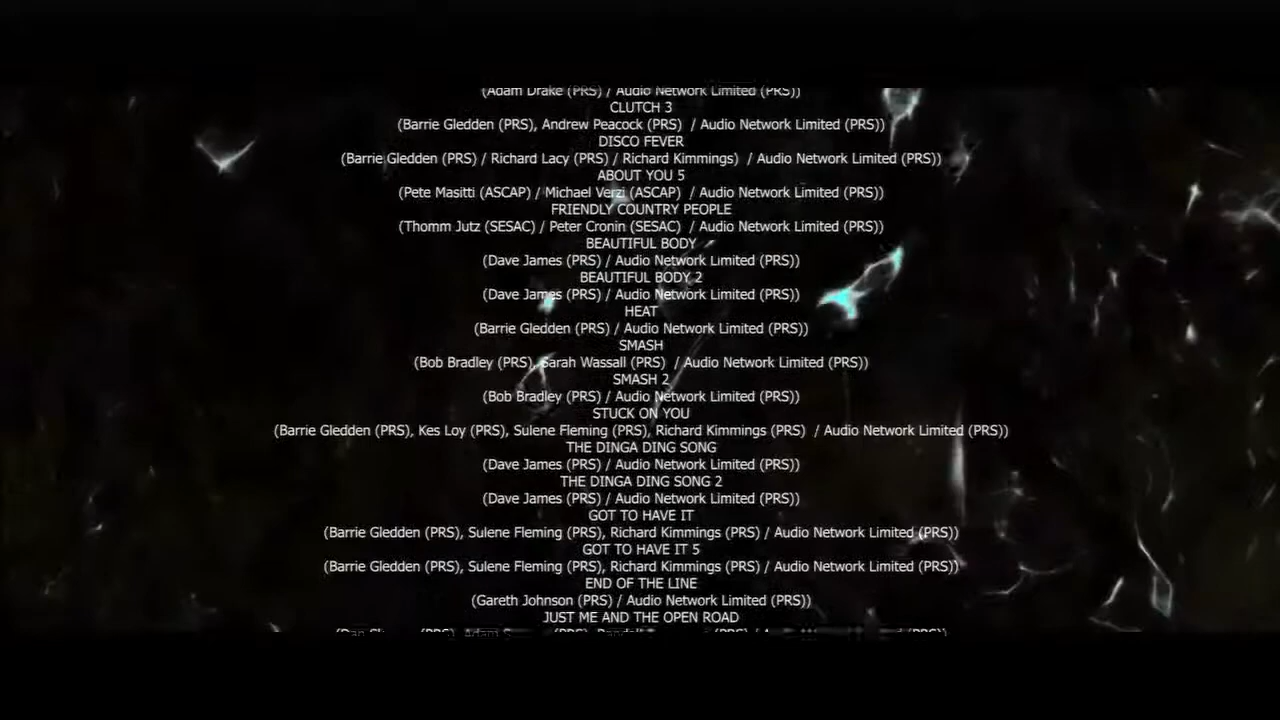 (Adam Drake (PRS) / Audio Network Limited (PRS))
CLUTCH 3
(Barrie Gledden (PRS), Andrew Peacock (PRS)  / Audio Network Limited (PRS))
DISCO FEVER
(Barrie Gledden (PRS) / Richard Lacy (PRS) / Richard Kimmings)  / Audio Network Limited (PRS))
ABOUT YOU 5
(Pete Masitti (ASCAP) / Michael Verzi (ASCAP)  / Audio Network Limited (PRS))
FRIENDLY COUNTRY PEOPLE
(Thomm Jutz (SESAC) / Peter Cronin (SESAC)  / Audio Network Limited (PRS))
BEAUTIFUL BODY
(Dave James (PRS) / Audio Network Limited (PRS))
BEAUTIFUL BODY 2
(Dave James (PRS) / Audio Network Limited (PRS))
HEAT
(Barrie Gledden (PRS) / Audio Network Limited (PRS))
SMASH
(Bob Bradley (PRS), Sarah Wassall (PRS)  / Audio Network Limited (PRS))
SMASH 2
(Bob Bradley (PRS) / Audio Network Limited (PRS))
STUCK ON YOU
(Barrie Gledden (PRS), Kes Loy (PRS), Sulene Fleming (PRS), Richard Kimmings (PRS)  / Audio Network Limited (PRS))
THE DINGA DING SONG
(Dave James (PRS) / Audio Network Limited (PRS))
THE DINGA DING SONG 2
(Dave James (PRS) / Audio Network Limited (PRS))
GOT TO HAVE IT
(Barrie Gledden (PRS), Sulene Fleming (PRS), Richard Kimmings (PRS) / Audio Network Limited (PRS))
GOT TO HAVE IT 5
(Barrie Gledden (PRS), Sulene Fleming (PRS), Richard Kimmings (PRS) / Audio Network Limited (PRS))
END OF THE LINE
(Gareth Johnson (PRS) / Audio Network Limited (PRS))
JUST ME AND THE OPEN ROAD